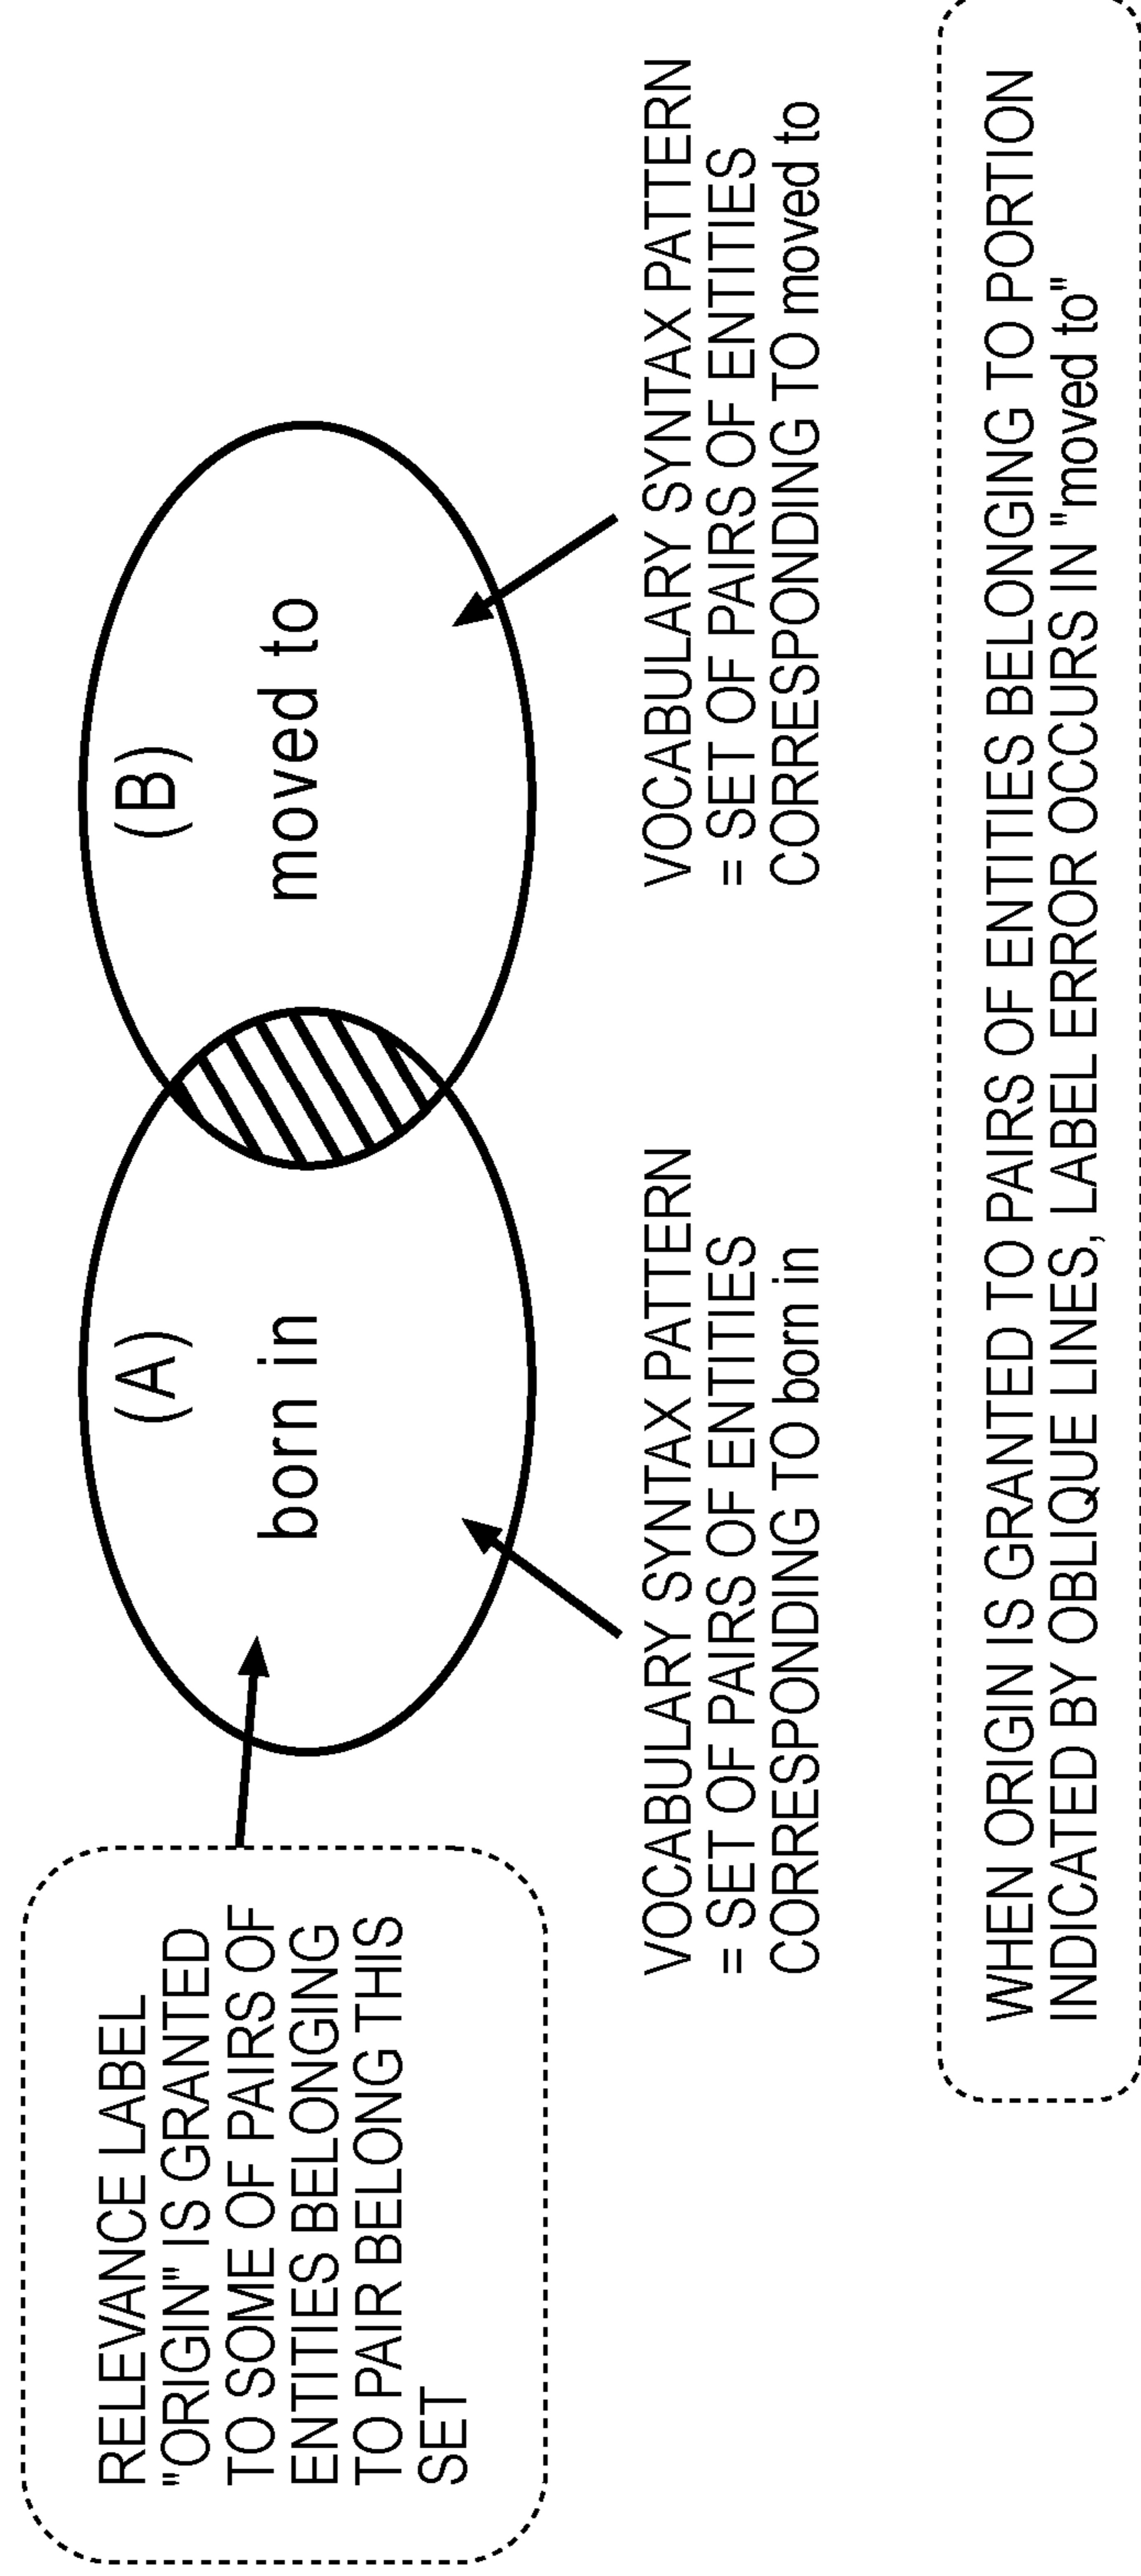 RELEVANCE LABEL
"ORIGIN" IS GRANTED
TO SOME OF PAIRS OF
ENTITIES BELONGING
TO PAIR BELONG THIS
SET
(A)
born in
(B)
moved to
VOCABULARY SYNTAX PATTERN
= SET OF PAIRS OF ENTITIES
CORRESPONDING TO born in
VOCABULARY SYNTAX PATTERN
= SET OF PAIRS OF ENTITIES
CORRESPONDING TO moved to
WHEN ORIGIN IS GRANTED TO PAIRS OF ENTITIES BELONGING TO PORTION
INDICATED BY OBLIQUE LINES, LABEL ERROR OCCURS IN "moved to"